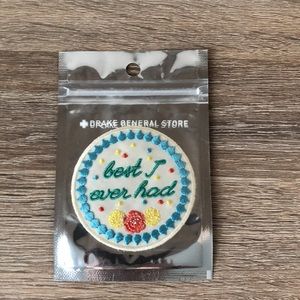 DRAKE GENERAL STORE
best I
ever had